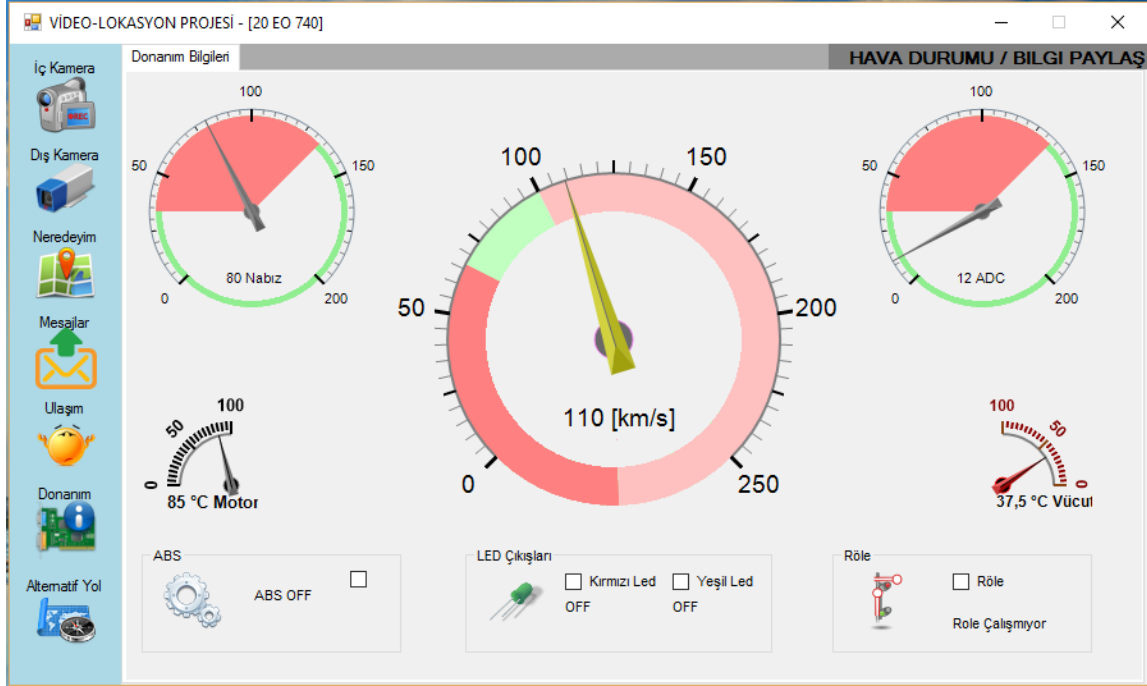 VİDEO-LOKASYON PROJESİ - [20 EO 740]
İç Kamera
Dış Kamera
Neredeyim
Mesajlar
Ulaşım
Donanım
Alternatif Yol
Donanım Bilgileri
HAVA DURUMU / BILGI PAYLAŞ
0
50
100
150
200
80 Nabız
0
50
100
150
200
250
110 [km/s]
0
50
100
150
200
12 ADC
0
50
100
85 °C Motor
100
50
0
37,5 °C Vücut
ABS
ABS OFF
LED Çıkışları
Kırmızı Led
Yeşil Led
OFF
OFF
Röle
Röle
Role Çalışmıyor
REC